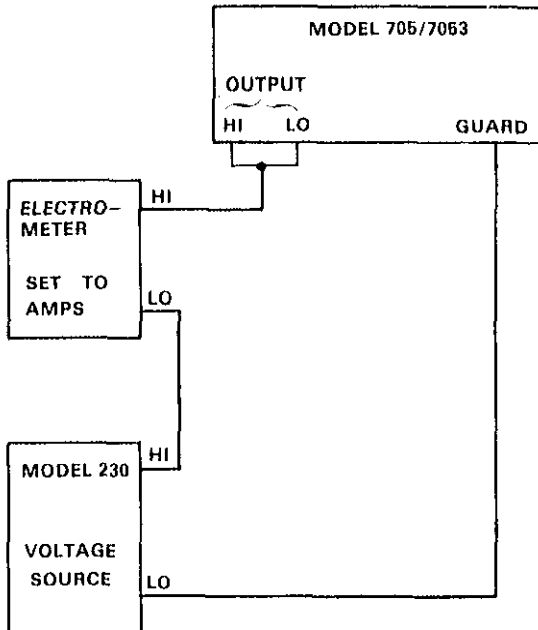 MODEL 705/7053
OUTPUT
HI LO GUARD
ELECTRO-
METER
HI
SET TO
AMPS
LO
MODEL 230
HI
VOLTAGE
SOURCE
LO